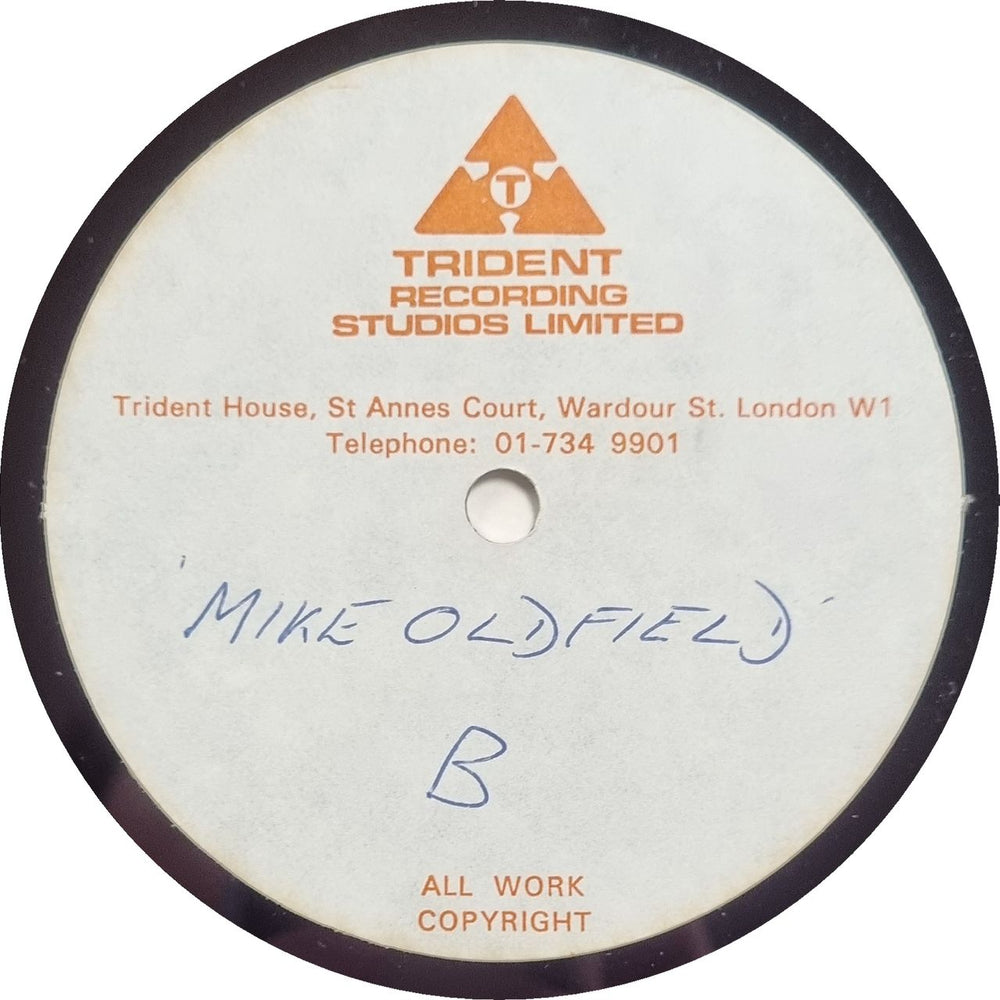 T
TRIDENT
RECORDING
STUDIOS LIMITED
Trident House, St Annes Court, Wardour St. London W1
Telephone: 01-734 9901
'MIKE OLDFIELD'
B
ALL WORK
COPYRIGHT